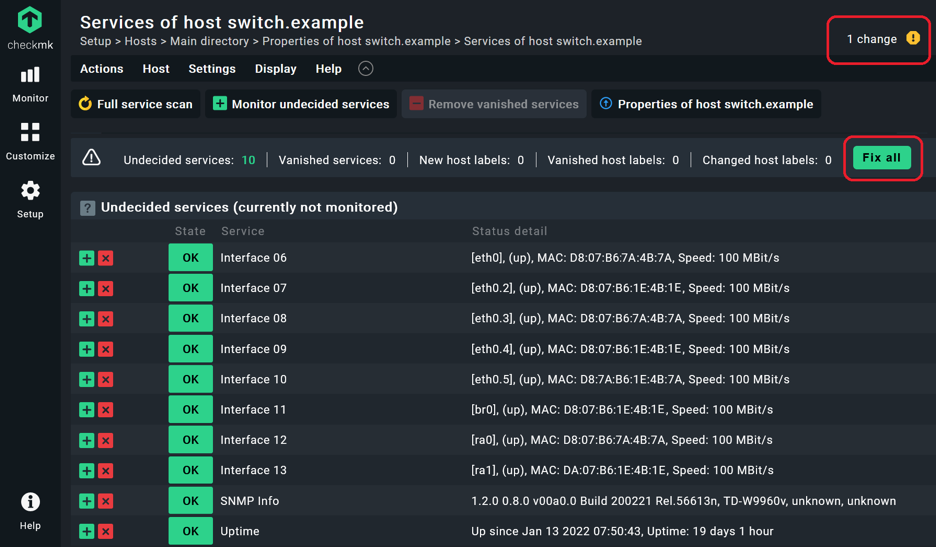 Services of host switch.example
Setup > Hosts > Main directory > Properties of host switch.example > Services of host switch.example
1 change
checkmk
Monitor
Customize
Setup
Help
Actions Host Settings Display Help
Full service scan Monitor undecided services Remove vanished services Properties of host switch.example
Undecided services: 10 Vanished services: 0 New host labels: 0 Vanished host labels: 0 Changed host labels: 0 Fix all
Undecided services (currently not monitored)
State Service Status detail
OK Interface 06 [eth0], (up), MAC: D8:07:B6:7A:4B:7A, Speed: 100 MBit/s
OK Interface 07 [eth0.2], (up), MAC: D8:07:B6:1E:4B:1E, Speed: 100 MBit/s
OK Interface 08 [eth0.3], (up), MAC: D8:07:B6:7A:4B:7A, Speed: 100 MBit/s
OK Interface 09 [eth0.4], (up), MAC: D8:07:B6:1E:4B:1E, Speed: 100 MBit/s
OK Interface 10 [eth0.5], (up), MAC: D8:7A:B6:1E:4B:7A, Speed: 100 MBit/s
OK Interface 11 [br0], (up), MAC: D8:07:B6:1E:4B:1E, Speed: 100 MBit/s
OK Interface 12 [ra0], (up), MAC: D8:07:B6:7A:4B:7A, Speed: 100 MBit/s
OK Interface 13 [ra1], (up), MAC: DA:07:B6:1E:4B:1E, Speed: 100 MBit/s
OK SNMP Info 1.2.0 0.8.0 v00a0.0 Build 200221 Rel.56613n, TD-W9960v, unknown, unknown
OK Uptime Up since Jan 13 2022 07:50:43, Uptime: 19 days 1 hour